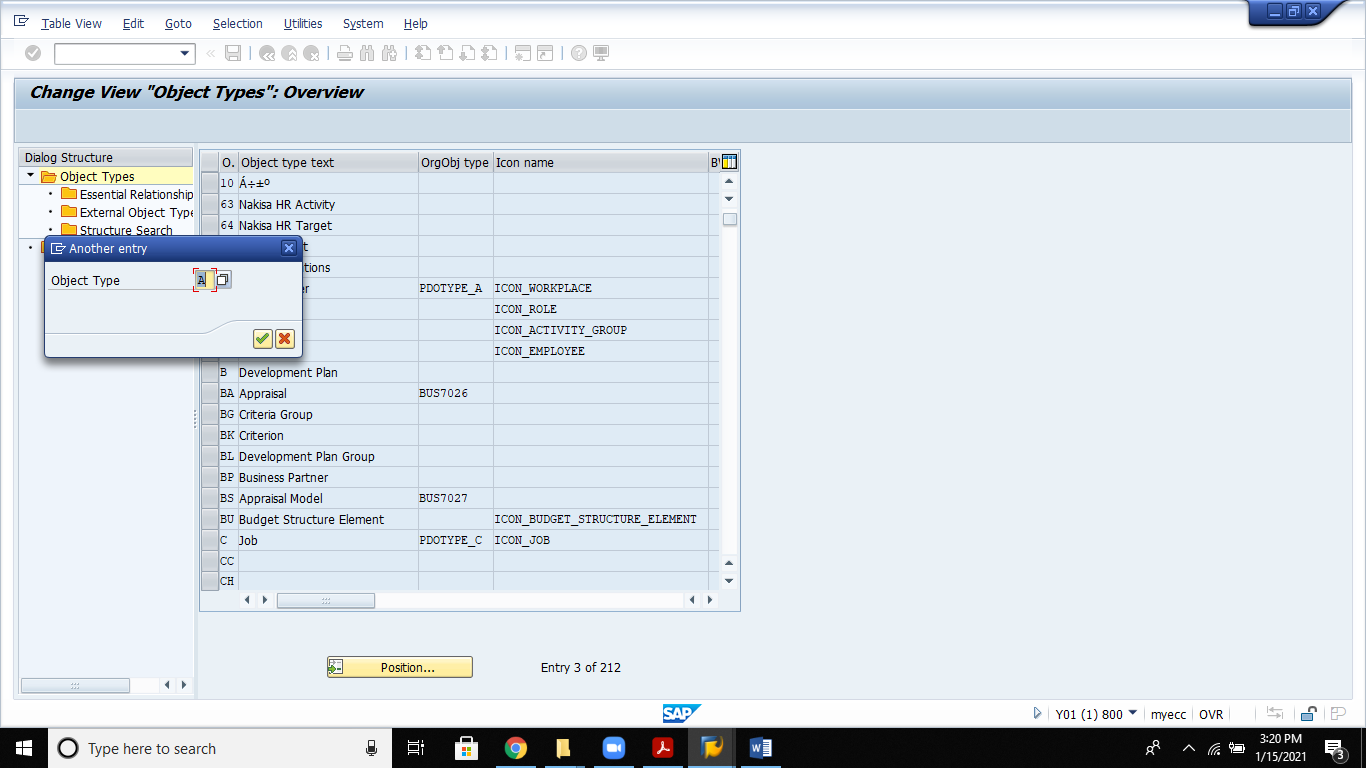 Table View Edit Goto Selection Utilities System Help
Change View "Object Types": Overview
Dialog Structure
Object Types
Essential Relationship
External Object Type
Structure Search
O. Object type text OrgObj type Icon name
10 Á÷±º
63 Nakisa HR Activity
64 Nakisa HR Target
PDOTYPE_A ICON_WORKPLACE
ICON_ROLE
ICON_ACTIVITY_GROUP
ICON_EMPLOYEE
B Development Plan
BA Appraisal BUS7026
BG Criteria Group
BK Criterion
BL Development Plan Group
BP Business Partner
BS Appraisal Model BUS7027
BU Budget Structure Element ICON_BUDGET_STRUCTURE_ELEMENT
C Job PDOTYPE_C ICON_JOB
CC
CH
Another entry
Object Type A
Position... Entry 3 of 212
SAP Y01 (1) 800 myecc OVR
Type here to search
3:20 PM
1/15/2021
3